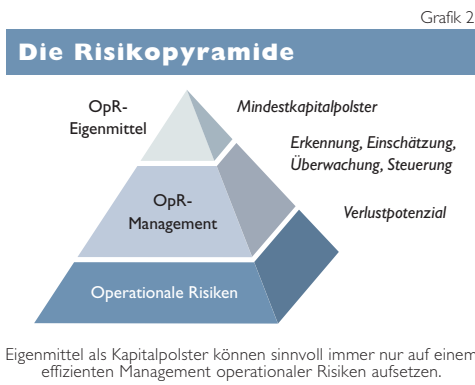 Grafik 2
Die Risikopyramide
OpR-
Eigenmittel
Mindestkapitalpolster
Erkennung, Einschätzung,
Überwachung, Steuerung
OpR-
Management
Verlustpotenzial
Operationale Risiken
Eigenmittel als Kapitalpolster können sinnvoll immer nur auf einem
effizienten Management operationaler Risiken aufsetzen.